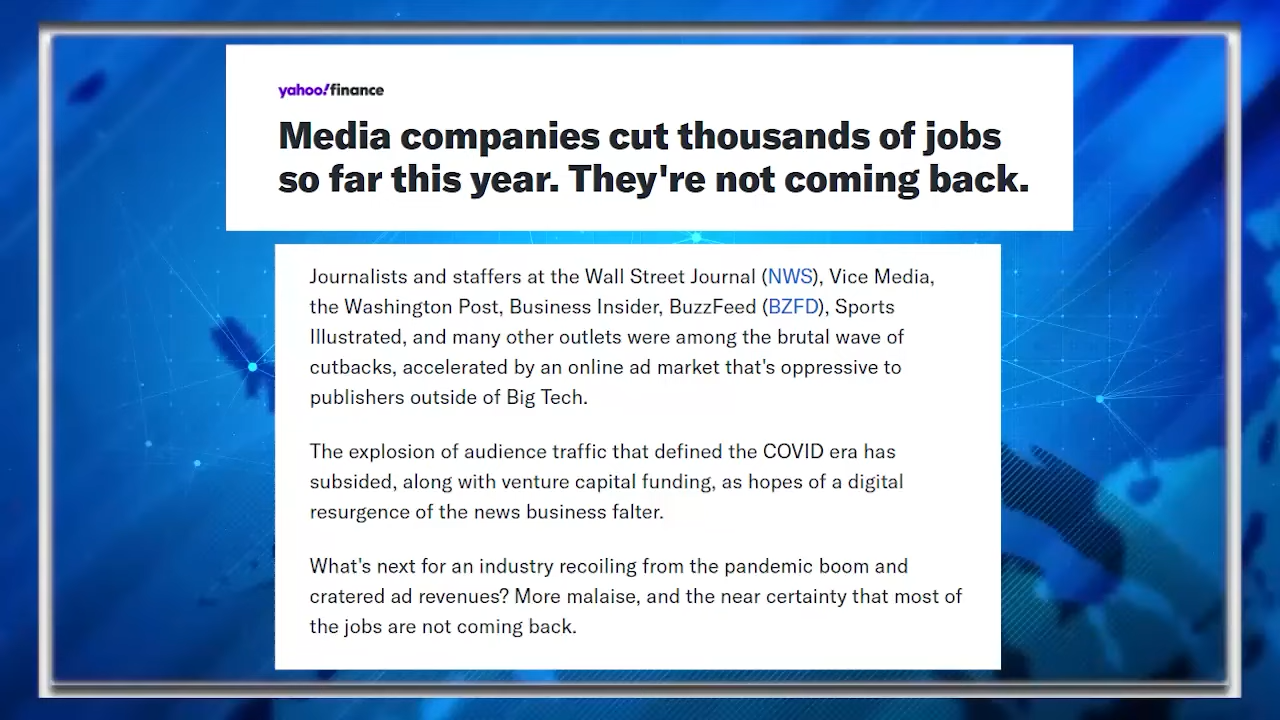 yahoo!finance
Media companies cut thousands of jobs
so far this year. They're not coming back.
Journalists and staffers at the Wall Street Journal (NWS), Vice Media,
the Washington Post, Business Insider, BuzzFeed (BZFD), Sports
Illustrated, and many other outlets were among the brutal wave of
cutbacks, accelerated by an online ad market that's oppressive to
publishers outside of Big Tech.
The explosion of audience traffic that defined the COVID era has
subsided, along with venture capital funding, as hopes of a digital
resurgence of the news business falter.
What's next for an industry recoiling from the pandemic boom and
cratered ad revenues? More malaise, and the near certainty that most of
the jobs are not coming back.